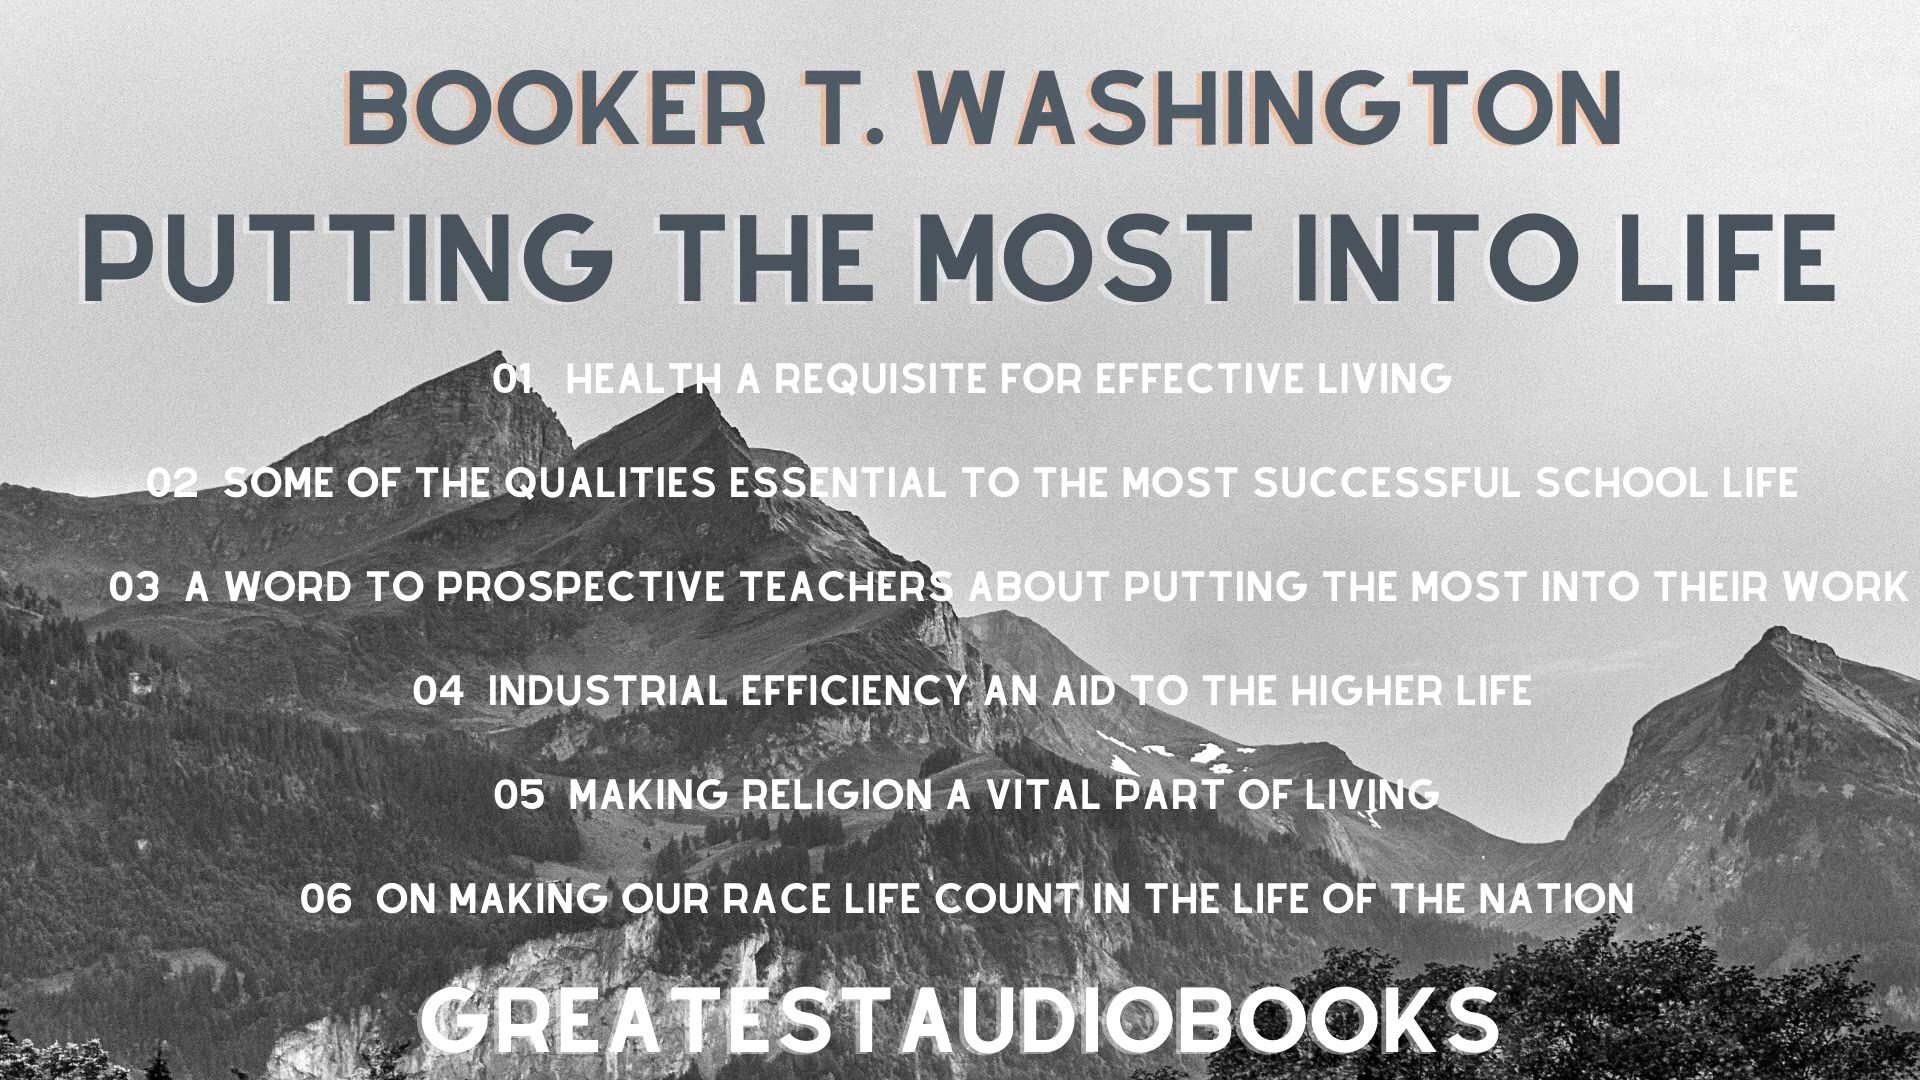 BOOKER T. WASHINGTON
PUTTING THE MOST INTO LIFE
01 HEALTH A REQUISITE FOR EFFECTIVE LIVING
02 SOME OF THE QUALITIES ESSENTIAL TO THE MOST SUCCESSFUL SCHOOL LIFE
03 A WORD TO PROSPECTIVE TEACHERS ABOUT PUTTING THE MOST INTO THEIR WORK
04 INDUSTRIAL EFFICIENCY AN AID TO THE HIGHER LIFE
05 MAKING RELIGION A VITAL PART OF LIVING
06 ON MAKING OUR RACE LIFE COUNT IN THE LIFE OF THE NATION
GREATESTAUDIOBOOKS